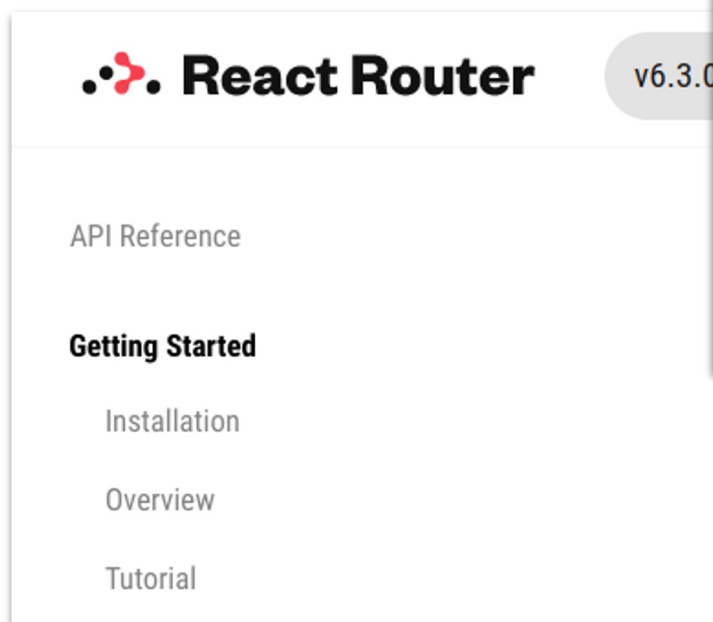 React Router
v6.3.0
API Reference
Getting Started
Installation
Overview
Tutorial